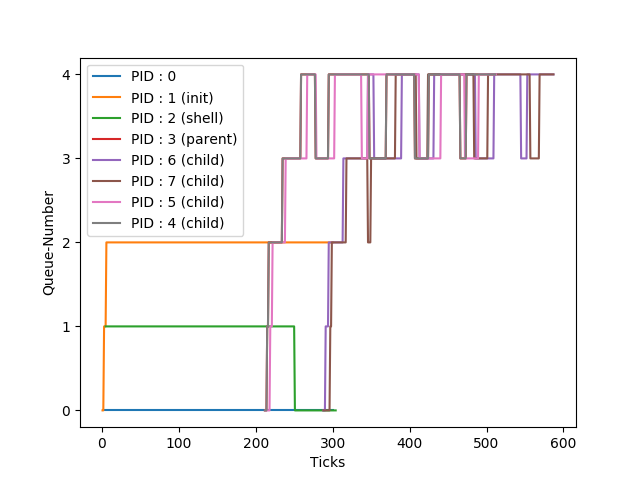 4
3
2
1
0
Queue-Number
PID : 0
PID : 1 (init)
PID : 2 (shell)
PID : 3 (parent)
PID : 6 (child)
PID : 7 (child)
PID : 5 (child)
PID : 4 (child)
0 100 200 300 400 500 600
Ticks